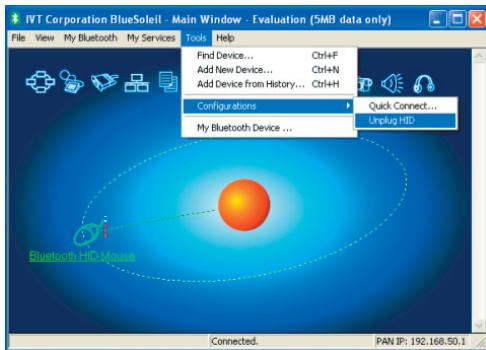 IVT Corporation BlueSoleil - Main Window - Evaluation (5MB data only)
File View My Bluetooth My Services Tools Help
Find Device... Ctrl+F
Add New Device... Ctrl+N
Add Device from History... Ctrl+H
Configurations
Quick Connect...
Unplug HID
My Bluetooth Device ...
Bluetooth HID Mouse
Connected. PAN IP: 192.168.50.1